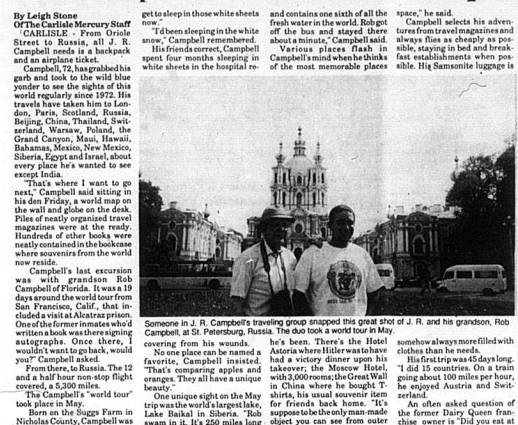 By Leigh Stone
Of The Carlisle Mercury Staff
CARLISLE - From Oriole
Street to Russia, all J. R.
Campbell needs is a backpack
and an airplane ticket.
Campbell, 72, has grabbed his
garb and took to the wild blue
yonder to see the sights of this
world regularly since 1972. His
travels have taken him to Lon-
don, Paris, Scotland, Russia,
Beijing, China, Thailand, Swit-
zerland, Warsaw, Poland, the
Grand Canyon, Maui, Hawaii,
Bahamas, Mexico, New Mexico,
Siberia, Egypt and Israel, about
every place he's wanted to see
except India.
"That's where I want to go
next," Campbell said sitting in
his den Friday, a world map on
the wall and globe on the desk.
Piles of neatly organized travel
magazines were at the ready.
Hundreds of other books were
neatly contained in the bookcase
where souvenirs from the world
now reside.
Campbell's last excursion
was with grandson Rob
Campbell of Florida. It was a 19
days around the world tour from
San Francisco, Calif., that in-
cluded a visit at Alcatraz prison.
One of the former inmates who'd
written a book was there signing
autographs. Once there, I
wouldn't want to go back, would
you?" Campbell asked.
From there, to Russia. The 12
and a half hour non-stop flight
covered, a 5,300 miles.
The Campbell's "world tour"
took place in May.
Born on the Suggs Farm in
Nicholas County, Campbell was
get to sleep in those white sheets
now."
"I'd been sleeping in the white
snow," Campbell remembered.
His friends correct, Campbell
spent four months sleeping in
white sheets in the hospital re-
and contains one sixth of all the
fresh water in the world. Rob got
off the bus and stayed there
about a minute," Campbell said.
Various places flash in
Campbell's mind when he thinks
of the most memorable places
space," he said.
Campbell selects his adven-
tures from travel magazines and
always flies as cheaply as pos-
sible, staying in bed and break-
fast establishments when pos-
sible. His Samsonite luggage is
Someone in J. R. Campbell's traveling group snapped this great shot of J. R. and his grandson, Rob
Campbell, at St. Petersburg, Russia. The duo took a world tour in May.
covering from his wounds.
No one place can be named a
favorite, Campbell insisted.
"That's comparing apples and
oranges. They all have a unique
beauty."
One unique sight on the May
trip was the world's largest lake,
Lake Baikal in Siberia. "Rob
swam in it. It's 250 miles long
he's been. There's the Hotel
Astoria where Hitler was to have
had a victory dinner upon his
takeover; the Moscow Hotel,
with 3,000 rooms; the Great Wall
in China where he bought T-
shirts, his usual souvenir item
for friends back home. "It's
suppose to be the only man-made
object you can see from outer
somehow always more filled with
clothes than he needs.
His first trip was 45 days long.
"I did 15 countries. On a train
going about 100 miles per hour,
he enjoyed Austria and Swit-
zerland.
An often asked question of
the former Dairy Queen fran-
chise owner is "Did you eat at